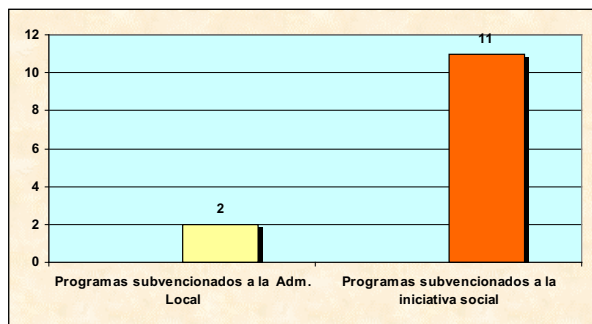 12
10
8
6
4
2
0
2
11
Programas subvencionados a la Adm.
Local
Programas subvencionados a la
iniciativa social